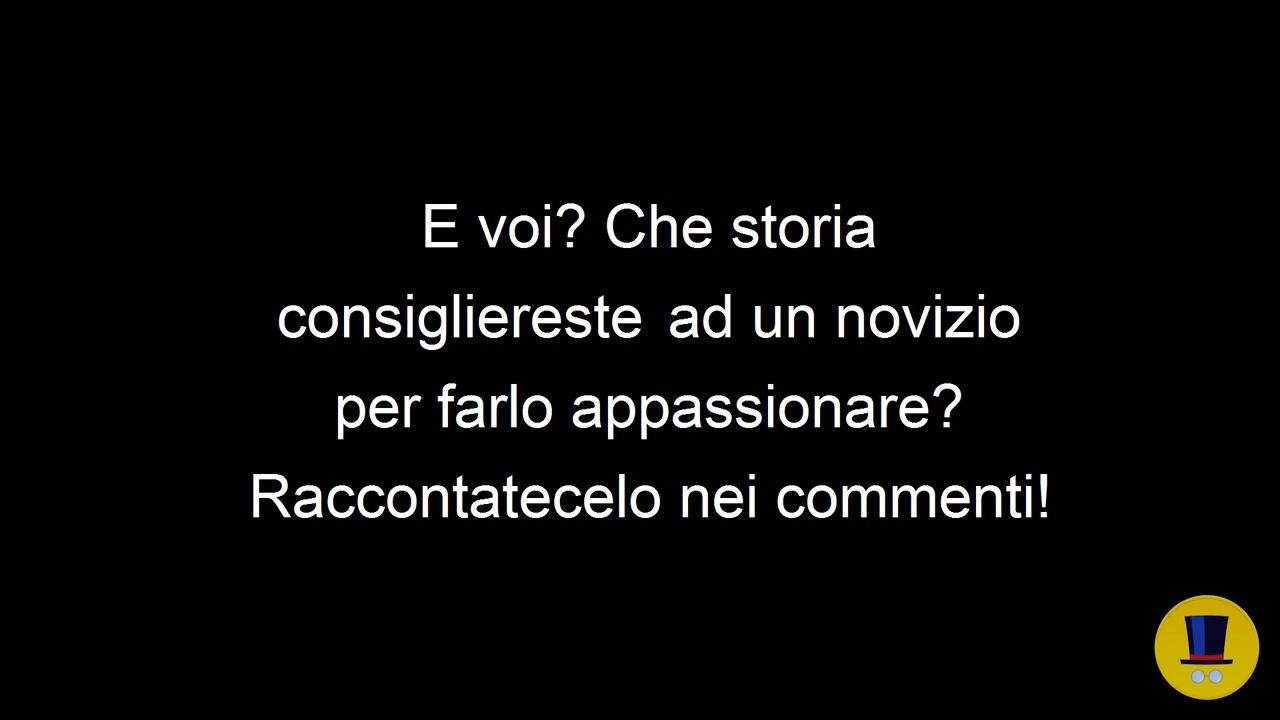 E voi? Che storia
consigliereste ad un novizio
per farlo appassionare?
Raccontatecelo nei commenti!